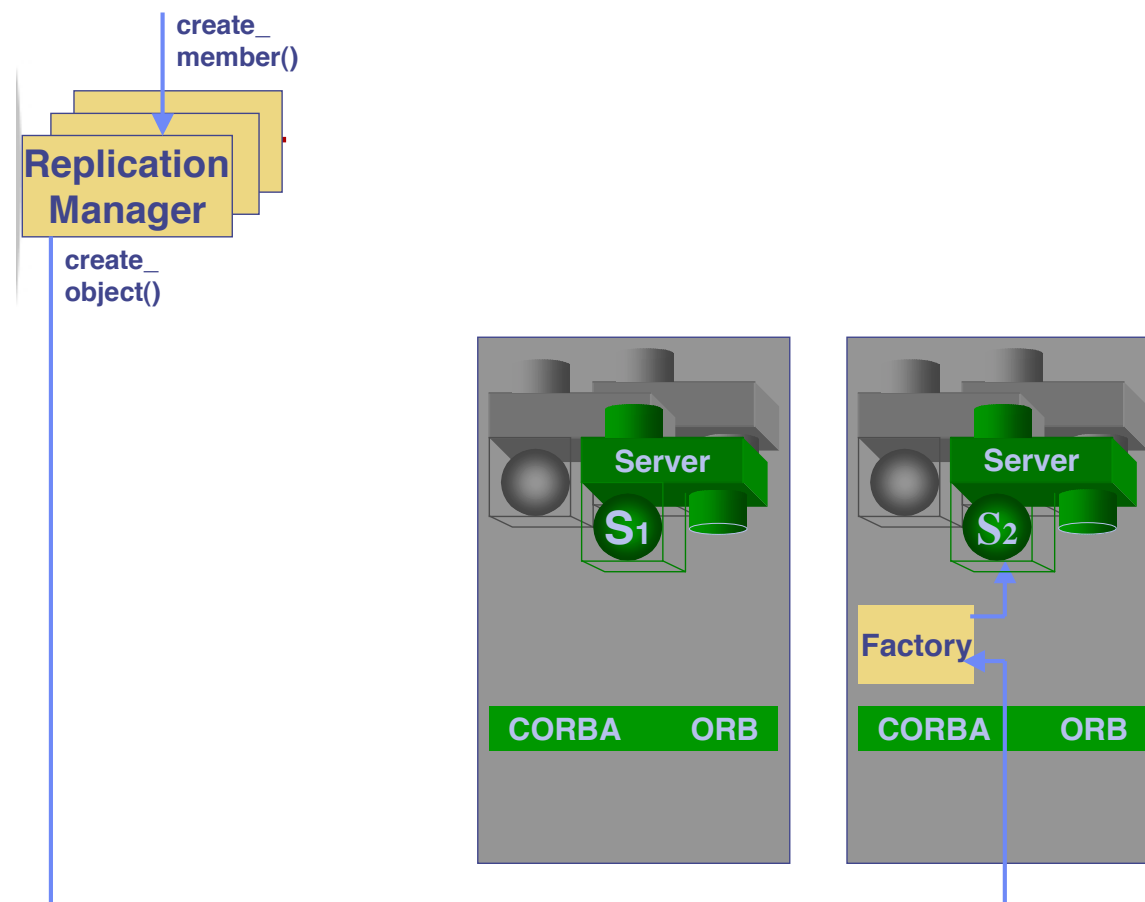 create_
member()
Replication
Manager
create_
object()
Server
S1
CORBA ORB
Server
S2
Factory
CORBA ORB